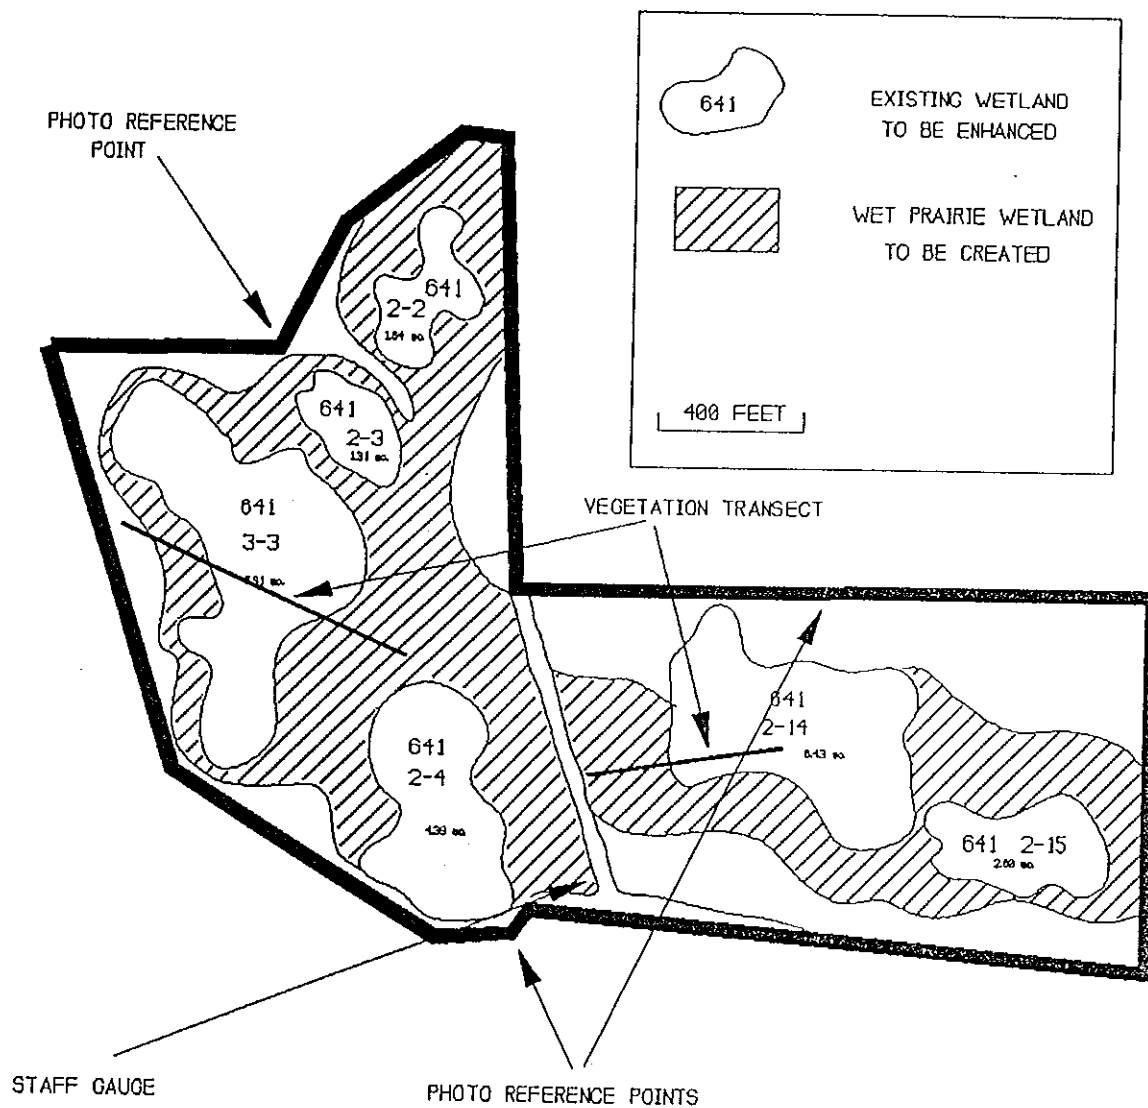 PHOTO REFERENCE
POINT
641
EXISTING WETLAND
TO BE ENHANCED
WET PRAIRIE WETLAND
TO BE CREATED
400 FEET
641
2-2
641
2-3
641
3-3
VEGETATION TRANSECT
641
2-14
641
2-4
641 2-15
STAFF GAUGE
PHOTO REFERENCE POINTS